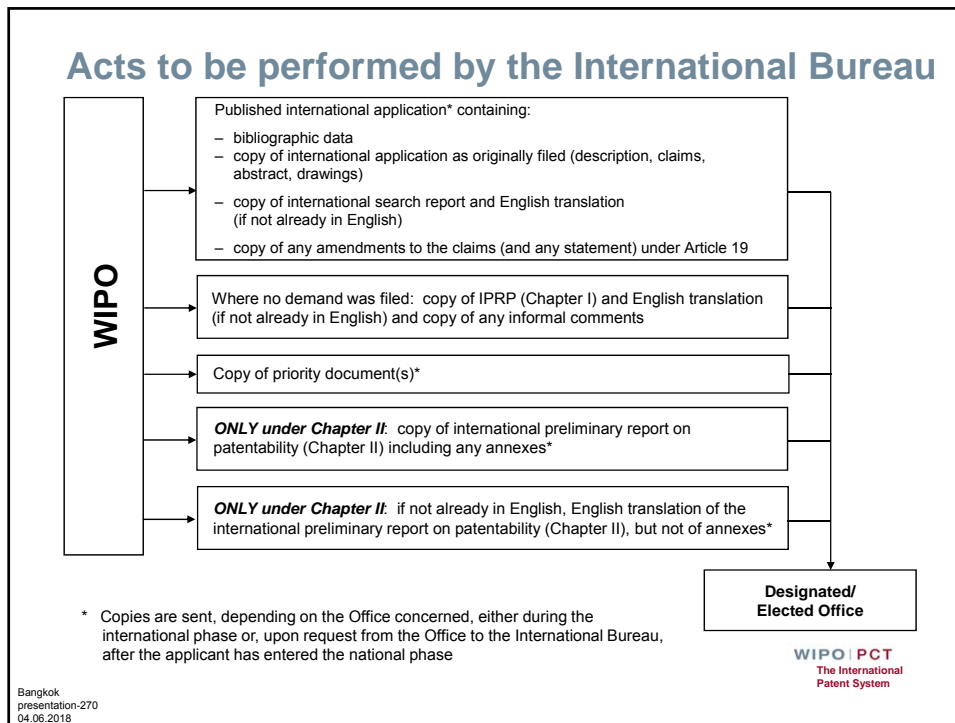 Acts to be performed by the International Bureau
WIPO
Published international application* containing:
– bibliographic data
– copy of international application as originally filed (description, claims,
abstract, drawings)
– copy of international search report and English translation
(if not already in English)
– copy of any amendments to the claims (and any statement) under Article 19
Where no demand was filed: copy of IPRP (Chapter I) and English translation
(if not already in English) and copy of any informal comments
Copy of priority document(s)*
ONLY under Chapter II: copy of international preliminary report on
patentability (Chapter II) including any annexes*
ONLY under Chapter II: if not already in English, English translation of the
international preliminary report on patentability (Chapter II), but not of annexes*
Designated/
Elected Office
* Copies are sent, depending on the Office concerned, either during the
international phase or, upon request from the Office to the International Bureau,
after the applicant has entered the national phase
WIPO|PCT
The International
Patent System
Bangkok
presentation-270
04.06.2018